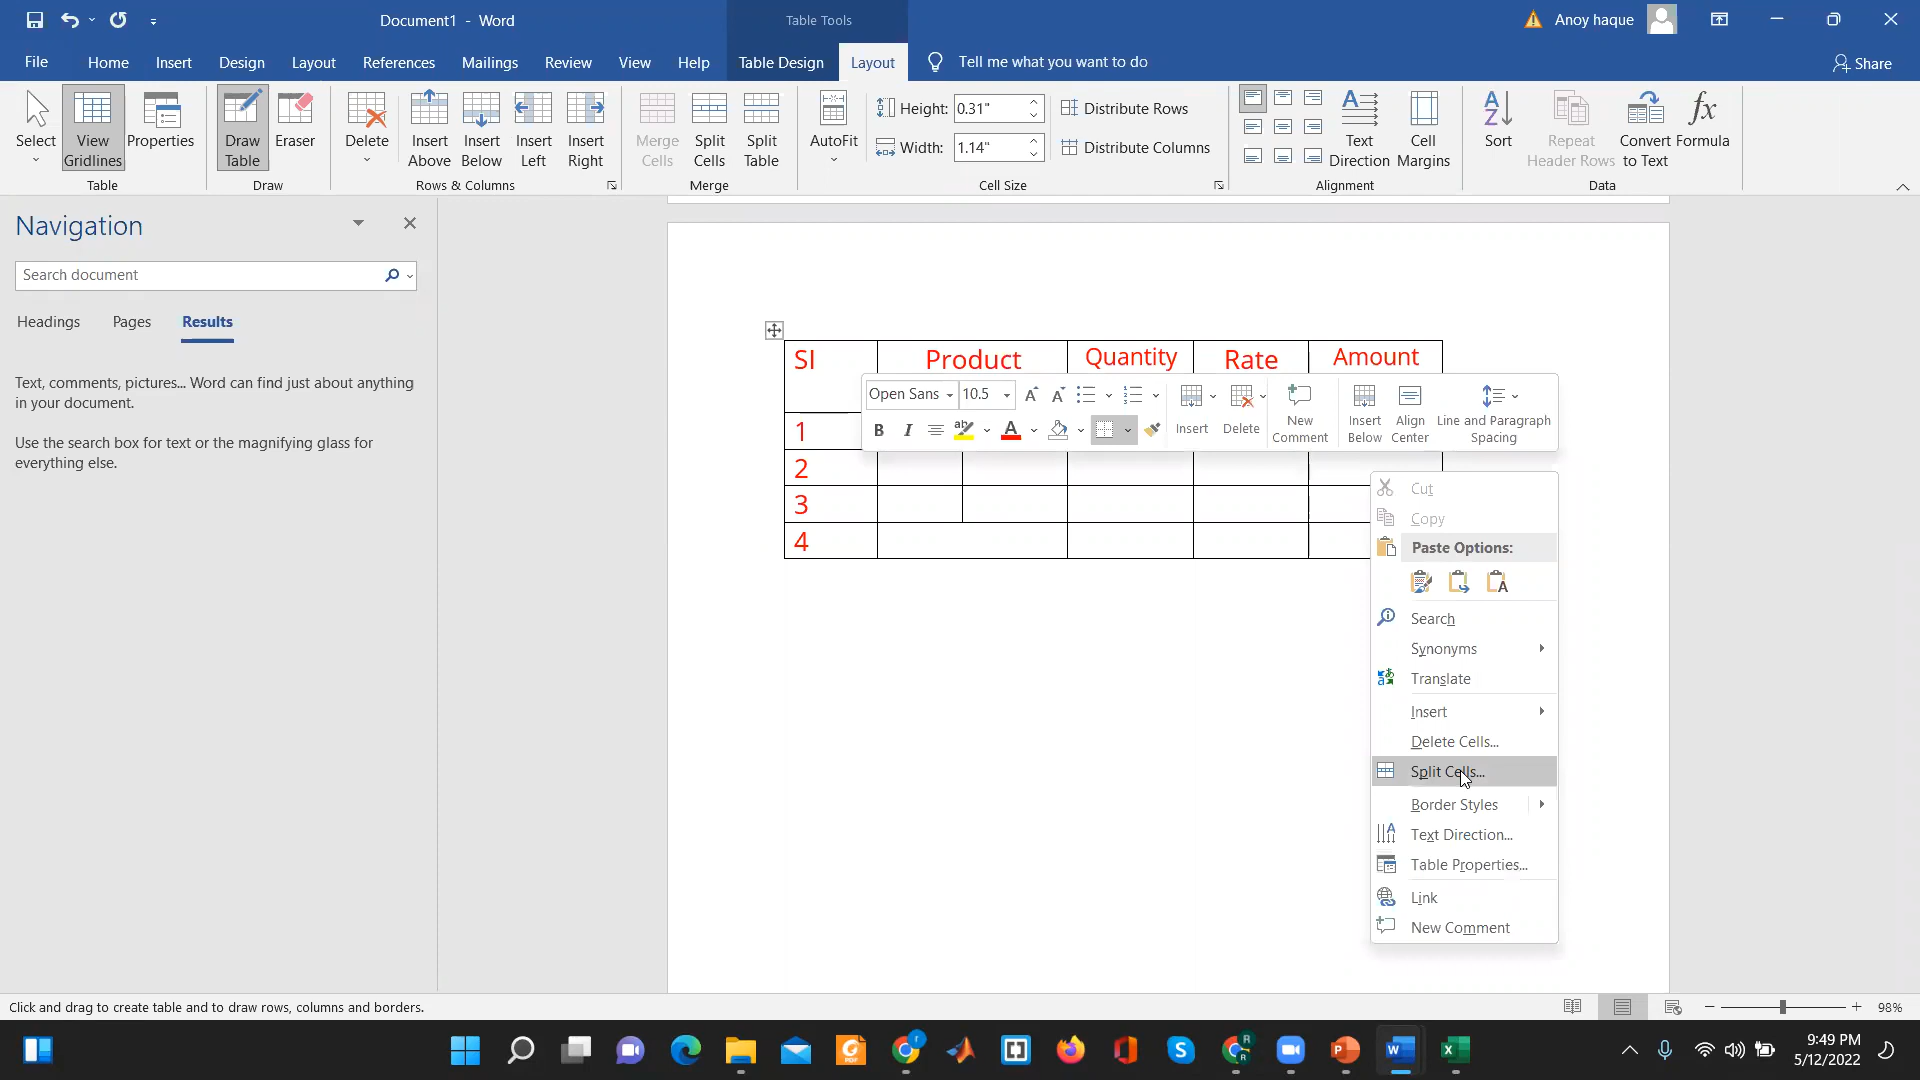 Document1 - Word
Table Tools
Anoy haque
File
Home
Insert
Design
Layout
References
Mailings
Review
View
Help
Table Design
Layout
Tell me what you want to do
Share
Select
View Gridlines
Properties
Draw Table
Eraser
Delete
Insert Above
Insert Below
Insert Left
Insert Right
Merge Cells
Split Cells
Split Table
AutoFit
Height: 0.31"
Width: 1.14"
Distribute Rows
Distribute Columns
Text Direction
Cell Margins
Sort
Repeat Header Rows
Convert to Text
Formula
Table
Draw
Rows & Columns
Merge
Cell Size
Alignment
Data
Navigation
Search document
Headings
Pages
Results
Text, comments, pictures... Word can find just about anything
in your document.
Use the search box for text or the magnifying glass for
everything else.
Sl
Product
Quantity
Rate
Amount
1
2
3
4
Open Sans
10.5
Insert
Delete
New Comment
Insert Below
Align Center
Line and Paragraph Spacing
Cut
Copy
Paste Options:
Search
Synonyms
Translate
Insert
Delete Cells...
Split Cells...
Border Styles
Text Direction...
Table Properties...
Link
New Comment
Click and drag to create table and to draw rows, columns and borders.
98%
9:49 PM
5/12/2022